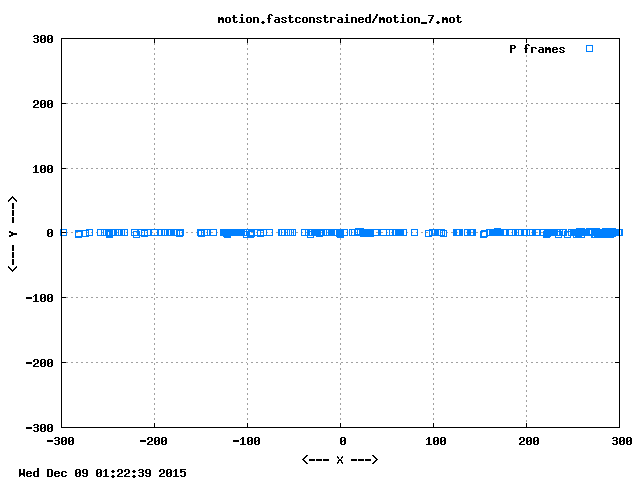 motion.fastconstrained/motion_7.mot
P frames
300
200
100
0
-100
-200
-300
<--- Y --->
-300 -200 -100 0 100 200 300
<--- X --->
Wed Dec 09 01:22:39 2015